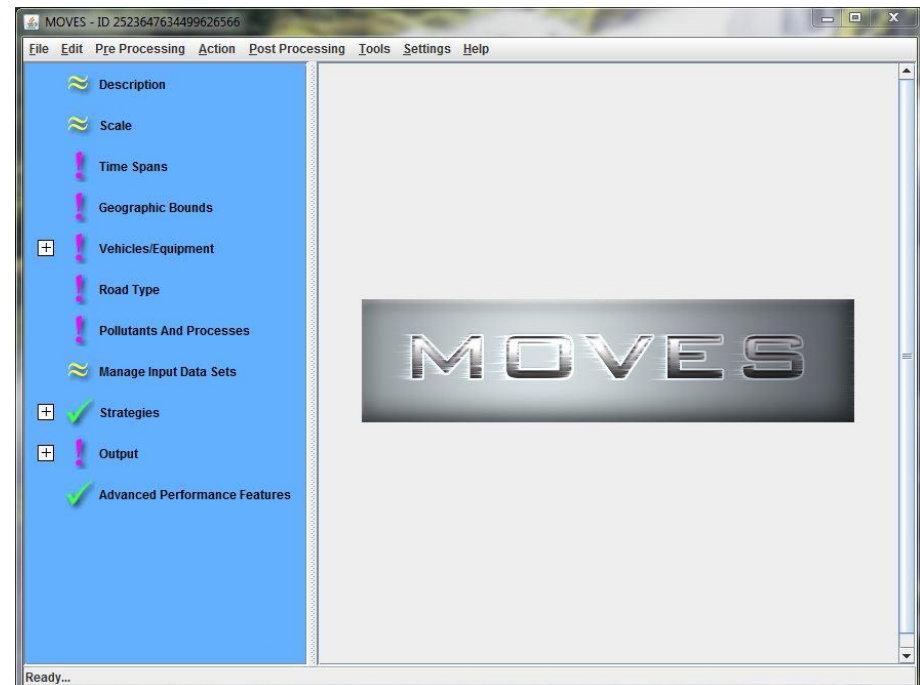 MOVES - ID 2523647634499626566
File Edit Pre Processing Action Post Processing Tools Settings Help
Description
Scale
Time Spans
Geographic Bounds
Vehicles/Equipment
Road Type
Pollutants And Processes
Manage Input Data Sets
Strategies
Output
Advanced Performance Features
MOVES
Ready...